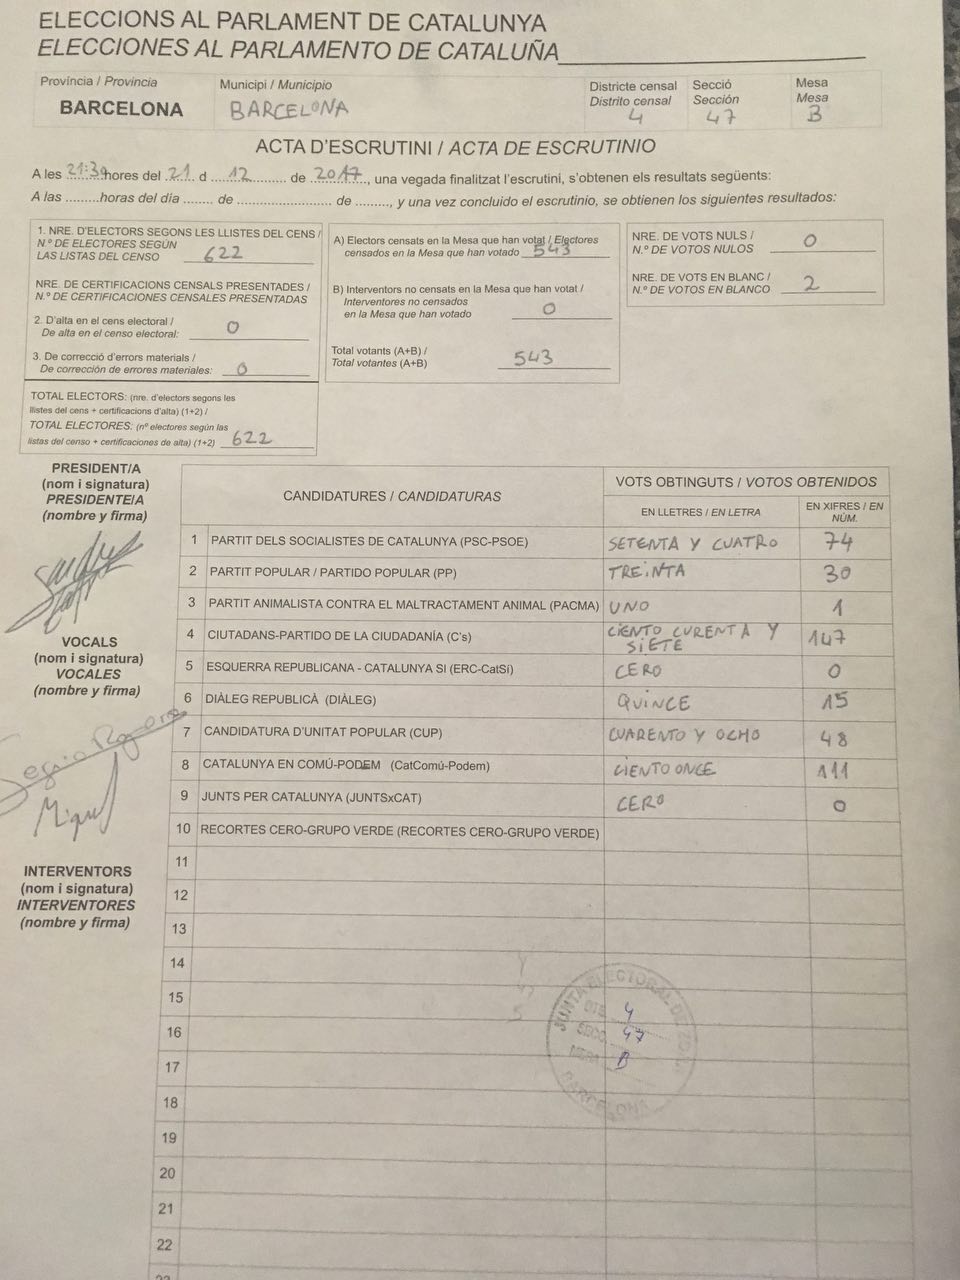 ELECCIONS AL PARLAMENT DE CATALUNYA
ELECCIONES AL PARLAMENTO DE CATALUÑA
Província / Provincia
BARCELONA
Municipi / Municipio
BARCELONA
Districte censal
Distrito censal
4
Secció
Sección
47
Mesa
Mesa
B
ACTA D'ESCRUTINI / ACTA DE ESCRUTINIO
A les 21:30 hores del 21 d 12 de 2017, una vegada finalitzat l'escrutini, s'obtenen els resultats següents:
A las .........horas del día ........ de ........................ de ........., y una vez concluido el escrutinio, se obtienen los siguientes resultados:
1. NRE. D'ELECTORS SEGONS LES LLISTES DEL CENS /
N.º DE ELECTORES SEGÚN
LAS LISTAS DEL CENSO 622
NRE. DE CERTIFICACIONS CENSALS PRESENTADES /
N.º DE CERTIFICACIONES CENSALES PRESENTADAS
2. D'alta en el cens electoral /
De alta en el censo electoral: 0
3. De correcció d'errors materials /
De corrección de errores materiales: 0
TOTAL ELECTORS: (nre. d'electors segons les
llistes del cens + certificacions d'alta) (1+2) /
TOTAL ELECTORES: (nº electores según las
listas del censo + certificaciones de alta) (1+2) 622
A) Electors censats en la Mesa que han votat / Electores
censados en la Mesa que han votado 543
B) Interventors no censats en la Mesa que han votat /
Interventores no censados
en la Mesa que han votado 0
Total votants (A+B) /
Total votantes (A+B) 543
NRE. DE VOTS NULS /
N.º DE VOTOS NULOS 0
NRE. DE VOTS EN BLANC /
N.º DE VOTOS EN BLANCO 2
PRESIDENT/A
(nom i signatura)
PRESIDENTE/A
(nombre y firma)
VOCALS
(nom i signatura)
VOCALES
(nombre y firma)
Sergio
Miguel
INTERVENTORS
(nom i signatura)
INTERVENTORES
(nombre y firma)
CANDIDATURES / CANDIDATURAS
VOTS OBTINGUTS / VOTOS OBTENIDOS
EN LLETRES / EN LETRA
EN XIFRES / EN
NÚM.
1 PARTIT DELS SOCIALISTES DE CATALUNYA (PSC-PSOE) SETENTA Y CUATRO 74
2 PARTIT POPULAR / PARTIDO POPULAR (PP) TREINTA 30
3 PARTIT ANIMALISTA CONTRA EL MALTRACTAMENT ANIMAL (PACMA) UNO 1
4 CIUTADANS-PARTIDO DE LA CIUDADANÍA (C's) CIENTO CURENTA Y SIETE 147
5 ESQUERRA REPUBLICANA - CATALUNYA SI (ERC-CatSí) CERO 0
6 DIÀLEG REPUBLICÀ (DIÀLEG) QUINCE 15
7 CANDIDATURA D'UNITAT POPULAR (CUP) CUARENTO Y OCHO 48
8 CATALUNYA EN COMÚ-PODEM (CatComú-Podem) CIENTO ONCE 111
9 JUNTS PER CATALUNYA (JUNTSxCAT) CERO 0
10 RECORTES CERO-GRUPO VERDE (RECORTES CERO-GRUPO VERDE)
11
12
13
14
15
16
17
18
19
20
21
22
JUNTA ELECTORAL DE ZONA
DTE. 4
SECC. 47
MESA B
BARCELONA